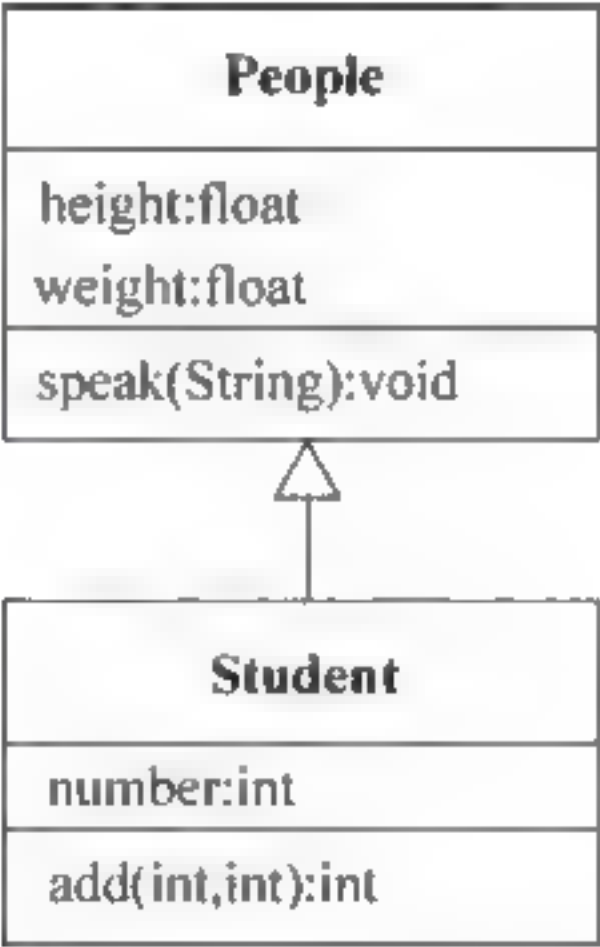 People
height:float
weight:float
speak(String):void
Student
number:int
add(int,int):int